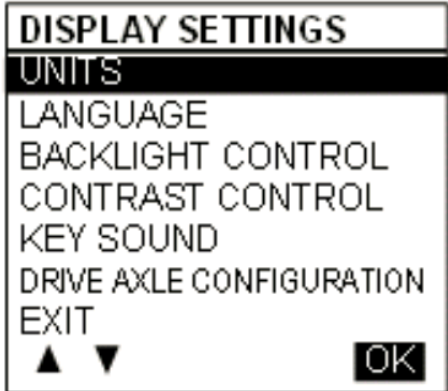 DISPLAY SETTINGS
UNITS
LANGUAGE
BACKLIGHT CONTROL
CONTRAST CONTROL
KEY SOUND
DRIVE AXLE CONFIGURATION
EXIT
▲ ▼ OK